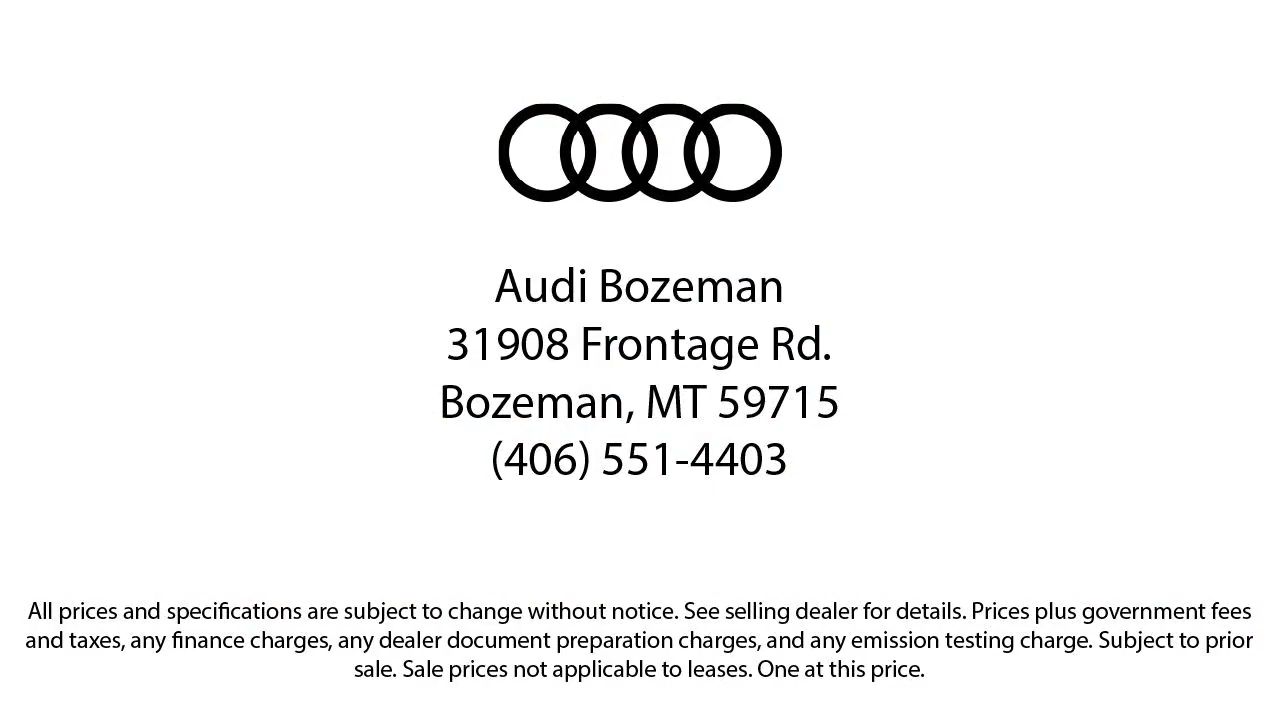 Audi Bozeman
31908 Frontage Rd.
Bozeman, MT 59715
(406) 551-4403
All prices and specifications are subject to change without notice. See selling dealer for details. Prices plus government fees
and taxes, any finance charges, any dealer document preparation charges, and any emission testing charge. Subject to prior
sale. Sale prices not applicable to leases. One at this price.